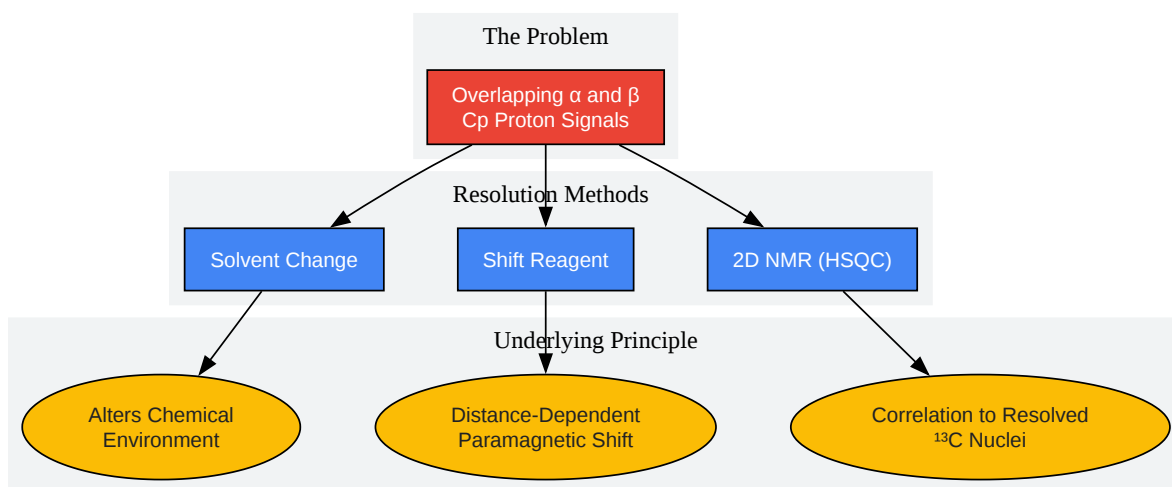 The Problem
Overlapping α and β
Cp Proton Signals
Resolution Methods
Solvent Change
Shift Reagent
2D NMR (HSQC)
Underlying Principle
Alters Chemical
Environment
Distance-Dependent
Paramagnetic Shift
Correlation to Resolved
¹³C Nuclei